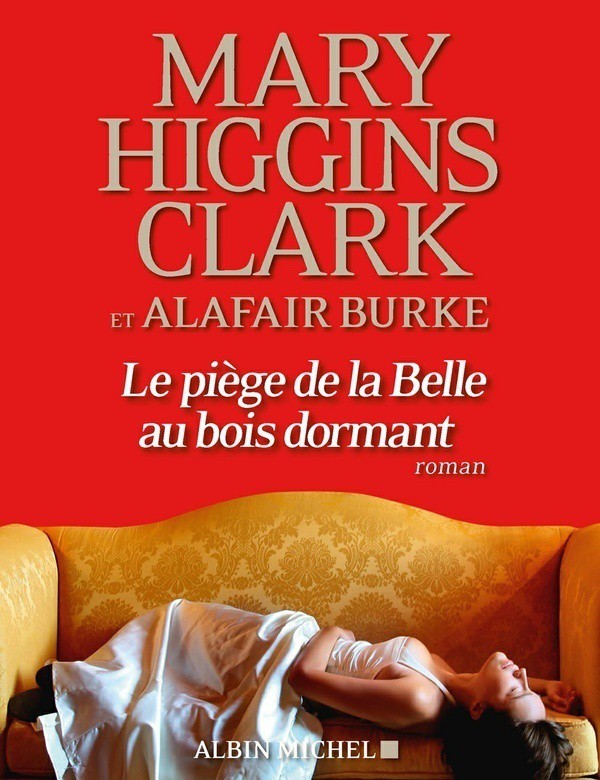 MARY
HIGGINS
CLARK
ET ALAFAIR BURKE
Le piège de la Belle
au bois dormant
roman
ALBIN MICHEL